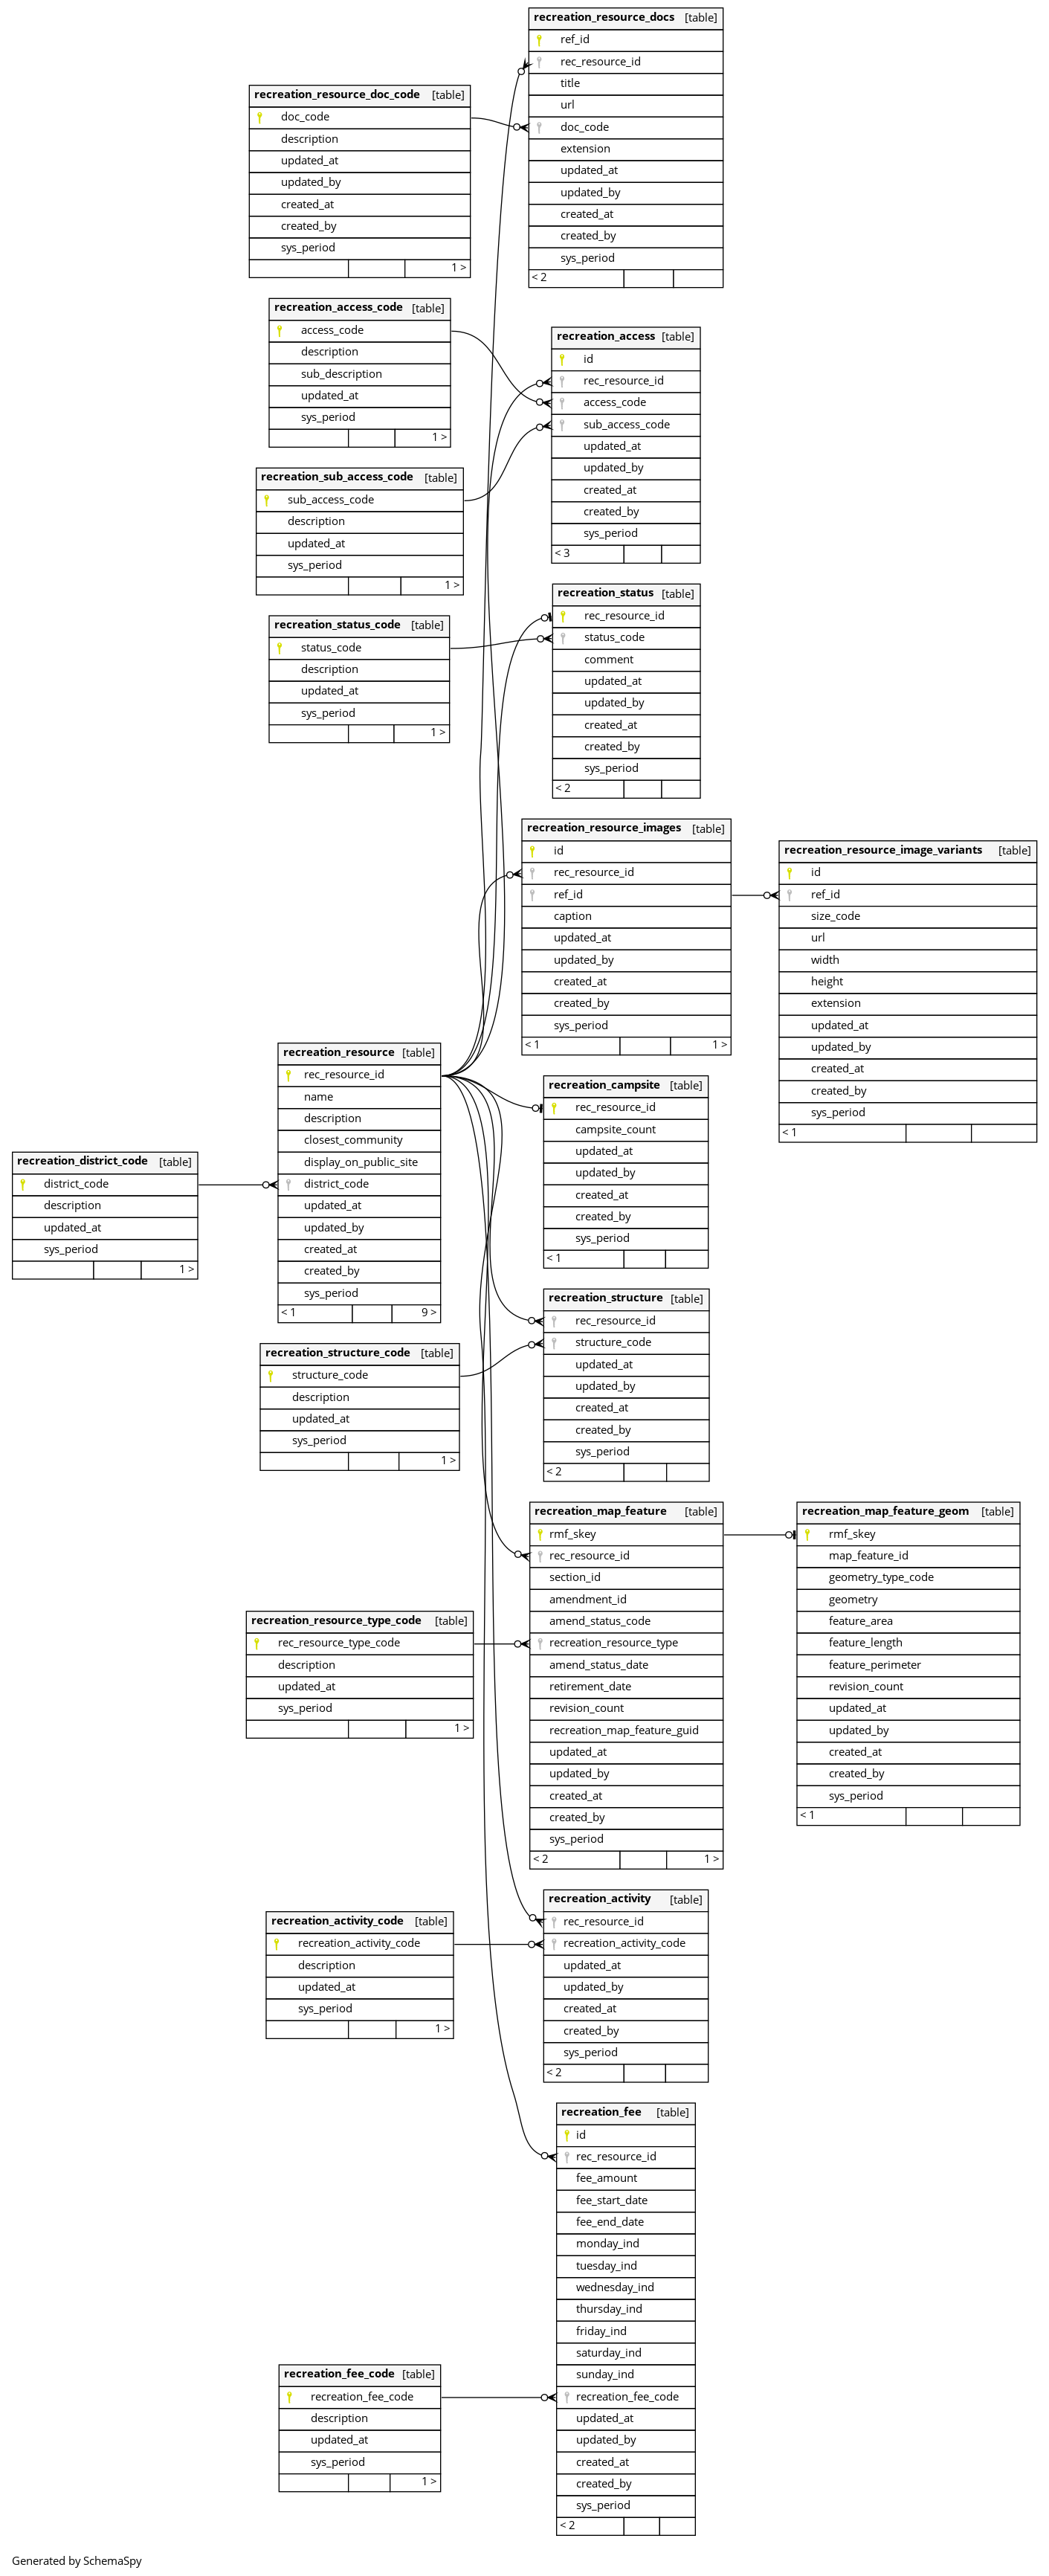 recreation_resource_docs [table]
ref_id
rec_resource_id
title
url
doc_code
extension
updated_at
updated_by
created_at
created_by
sys_period
< 2
recreation_resource_doc_code [table]
doc_code
description
updated_at
updated_by
created_at
created_by
sys_period
1 >
recreation_access_code [table]
access_code
description
sub_description
updated_at
sys_period
1 >
recreation_access [table]
id
rec_resource_id
access_code
sub_access_code
updated_at
updated_by
created_at
created_by
sys_period
< 3
recreation_sub_access_code [table]
sub_access_code
description
updated_at
sys_period
1 >
recreation_status [table]
rec_resource_id
status_code
comment
updated_at
updated_by
created_at
created_by
sys_period
< 2
recreation_status_code [table]
status_code
description
updated_at
sys_period
1 >
recreation_resource_images [table]
id
rec_resource_id
ref_id
caption
updated_at
updated_by
created_at
created_by
sys_period
< 1 1 >
recreation_resource_image_variants [table]
id
ref_id
size_code
url
width
height
extension
updated_at
updated_by
created_at
created_by
sys_period
< 1
recreation_resource [table]
rec_resource_id
name
description
closest_community
display_on_public_site
district_code
updated_at
updated_by
created_at
created_by
sys_period
< 1 9 >
recreation_campsite [table]
rec_resource_id
campsite_count
updated_at
updated_by
created_at
created_by
sys_period
< 1
recreation_district_code [table]
district_code
description
updated_at
sys_period
1 >
recreation_structure [table]
rec_resource_id
structure_code
updated_at
updated_by
created_at
created_by
sys_period
< 2
recreation_structure_code [table]
structure_code
description
updated_at
sys_period
1 >
recreation_map_feature [table]
rmf_skey
rec_resource_id
section_id
amendment_id
amend_status_code
recreation_resource_type
amend_status_date
retirement_date
revision_count
recreation_map_feature_guid
updated_at
updated_by
created_at
created_by
sys_period
< 2 1 >
recreation_map_feature_geom [table]
rmf_skey
map_feature_id
geometry_type_code
geometry
feature_area
feature_length
feature_perimeter
revision_count
updated_at
updated_by
created_at
created_by
sys_period
< 1
recreation_resource_type_code [table]
rec_resource_type_code
description
updated_at
sys_period
1 >
recreation_activity [table]
rec_resource_id
recreation_activity_code
updated_at
updated_by
created_at
created_by
sys_period
< 2
recreation_activity_code [table]
recreation_activity_code
description
updated_at
sys_period
1 >
recreation_fee [table]
id
rec_resource_id
fee_amount
fee_start_date
fee_end_date
monday_ind
tuesday_ind
wednesday_ind
thursday_ind
friday_ind
saturday_ind
sunday_ind
recreation_fee_code
updated_at
updated_by
created_at
created_by
sys_period
< 2
recreation_fee_code [table]
recreation_fee_code
description
updated_at
sys_period
1 >
Generated by SchemaSpy